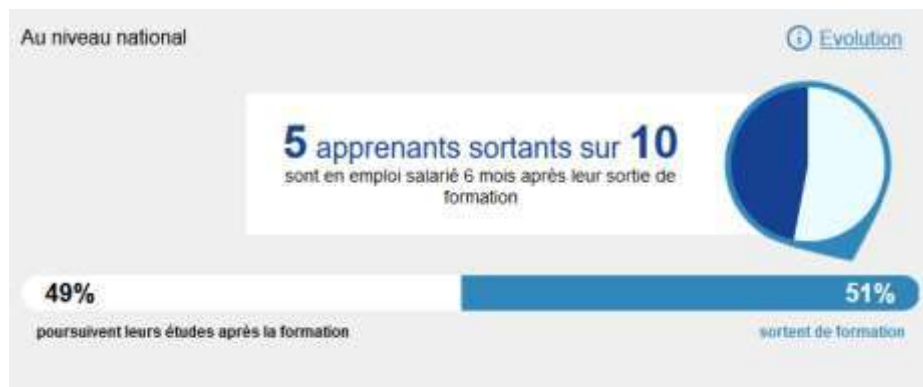 Au niveau national
Evolution
5 apprenants sortants sur 10
sont en emploi salarié 6 mois après leur sortie de
formation
49%
51%
poursuivent leurs études après la formation
sortent de formation